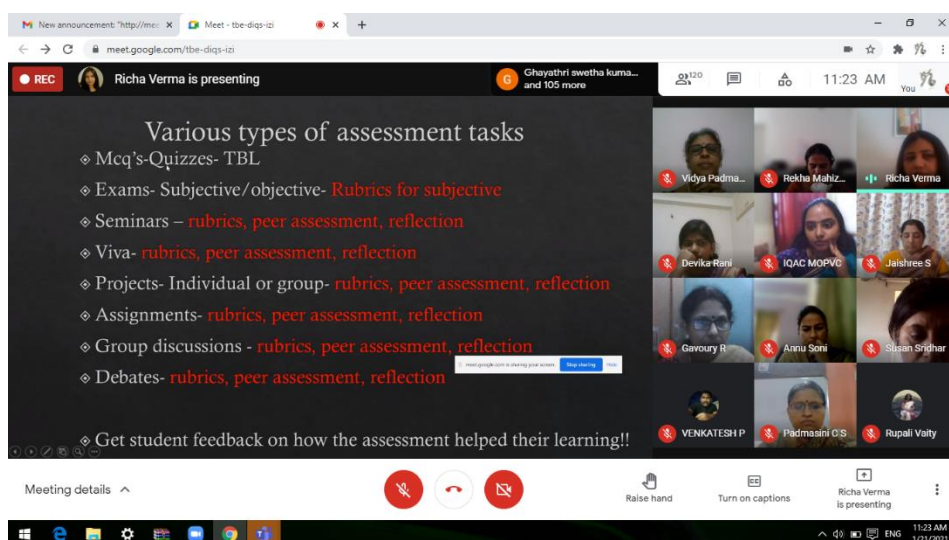 New announcement: "http://mee
Meet - tbe-diqs-izi
meet.google.com/tbe-diqs-izi
REC
Richa Verma is presenting
G
Ghayathri swetha kuma...
and 105 more
120
11:23 AM
You
Various types of assessment tasks
Mcq's-Quizzes- TBL
Exams- Subjective/objective- Rubrics for subjective
Seminars – rubrics, peer assessment, reflection
Viva- rubrics, peer assessment, reflection
Projects- Individual or group- rubrics, peer assessment, reflection
Assignments- rubrics, peer assessment, reflection
Group discussions - rubrics, peer assessment, reflection
Debates- rubrics, peer assessment, reflection
meet.google.com is sharing your screen. Stop sharing Hide
Get student feedback on how the assessment helped their learning!!
Vidya Padma...
Rekha Mahiz...
Richa Verma
Devika Rani
IQAC MOPVC
Jaishree S
Gavoury R
Annu Soni
Susan Sridhar
VENKATESH P
Padmasini C S
Rupali Vaity
Meeting details
Raise hand
CC
Turn on captions
Richa Verma
is presenting
ENG
11:23 AM